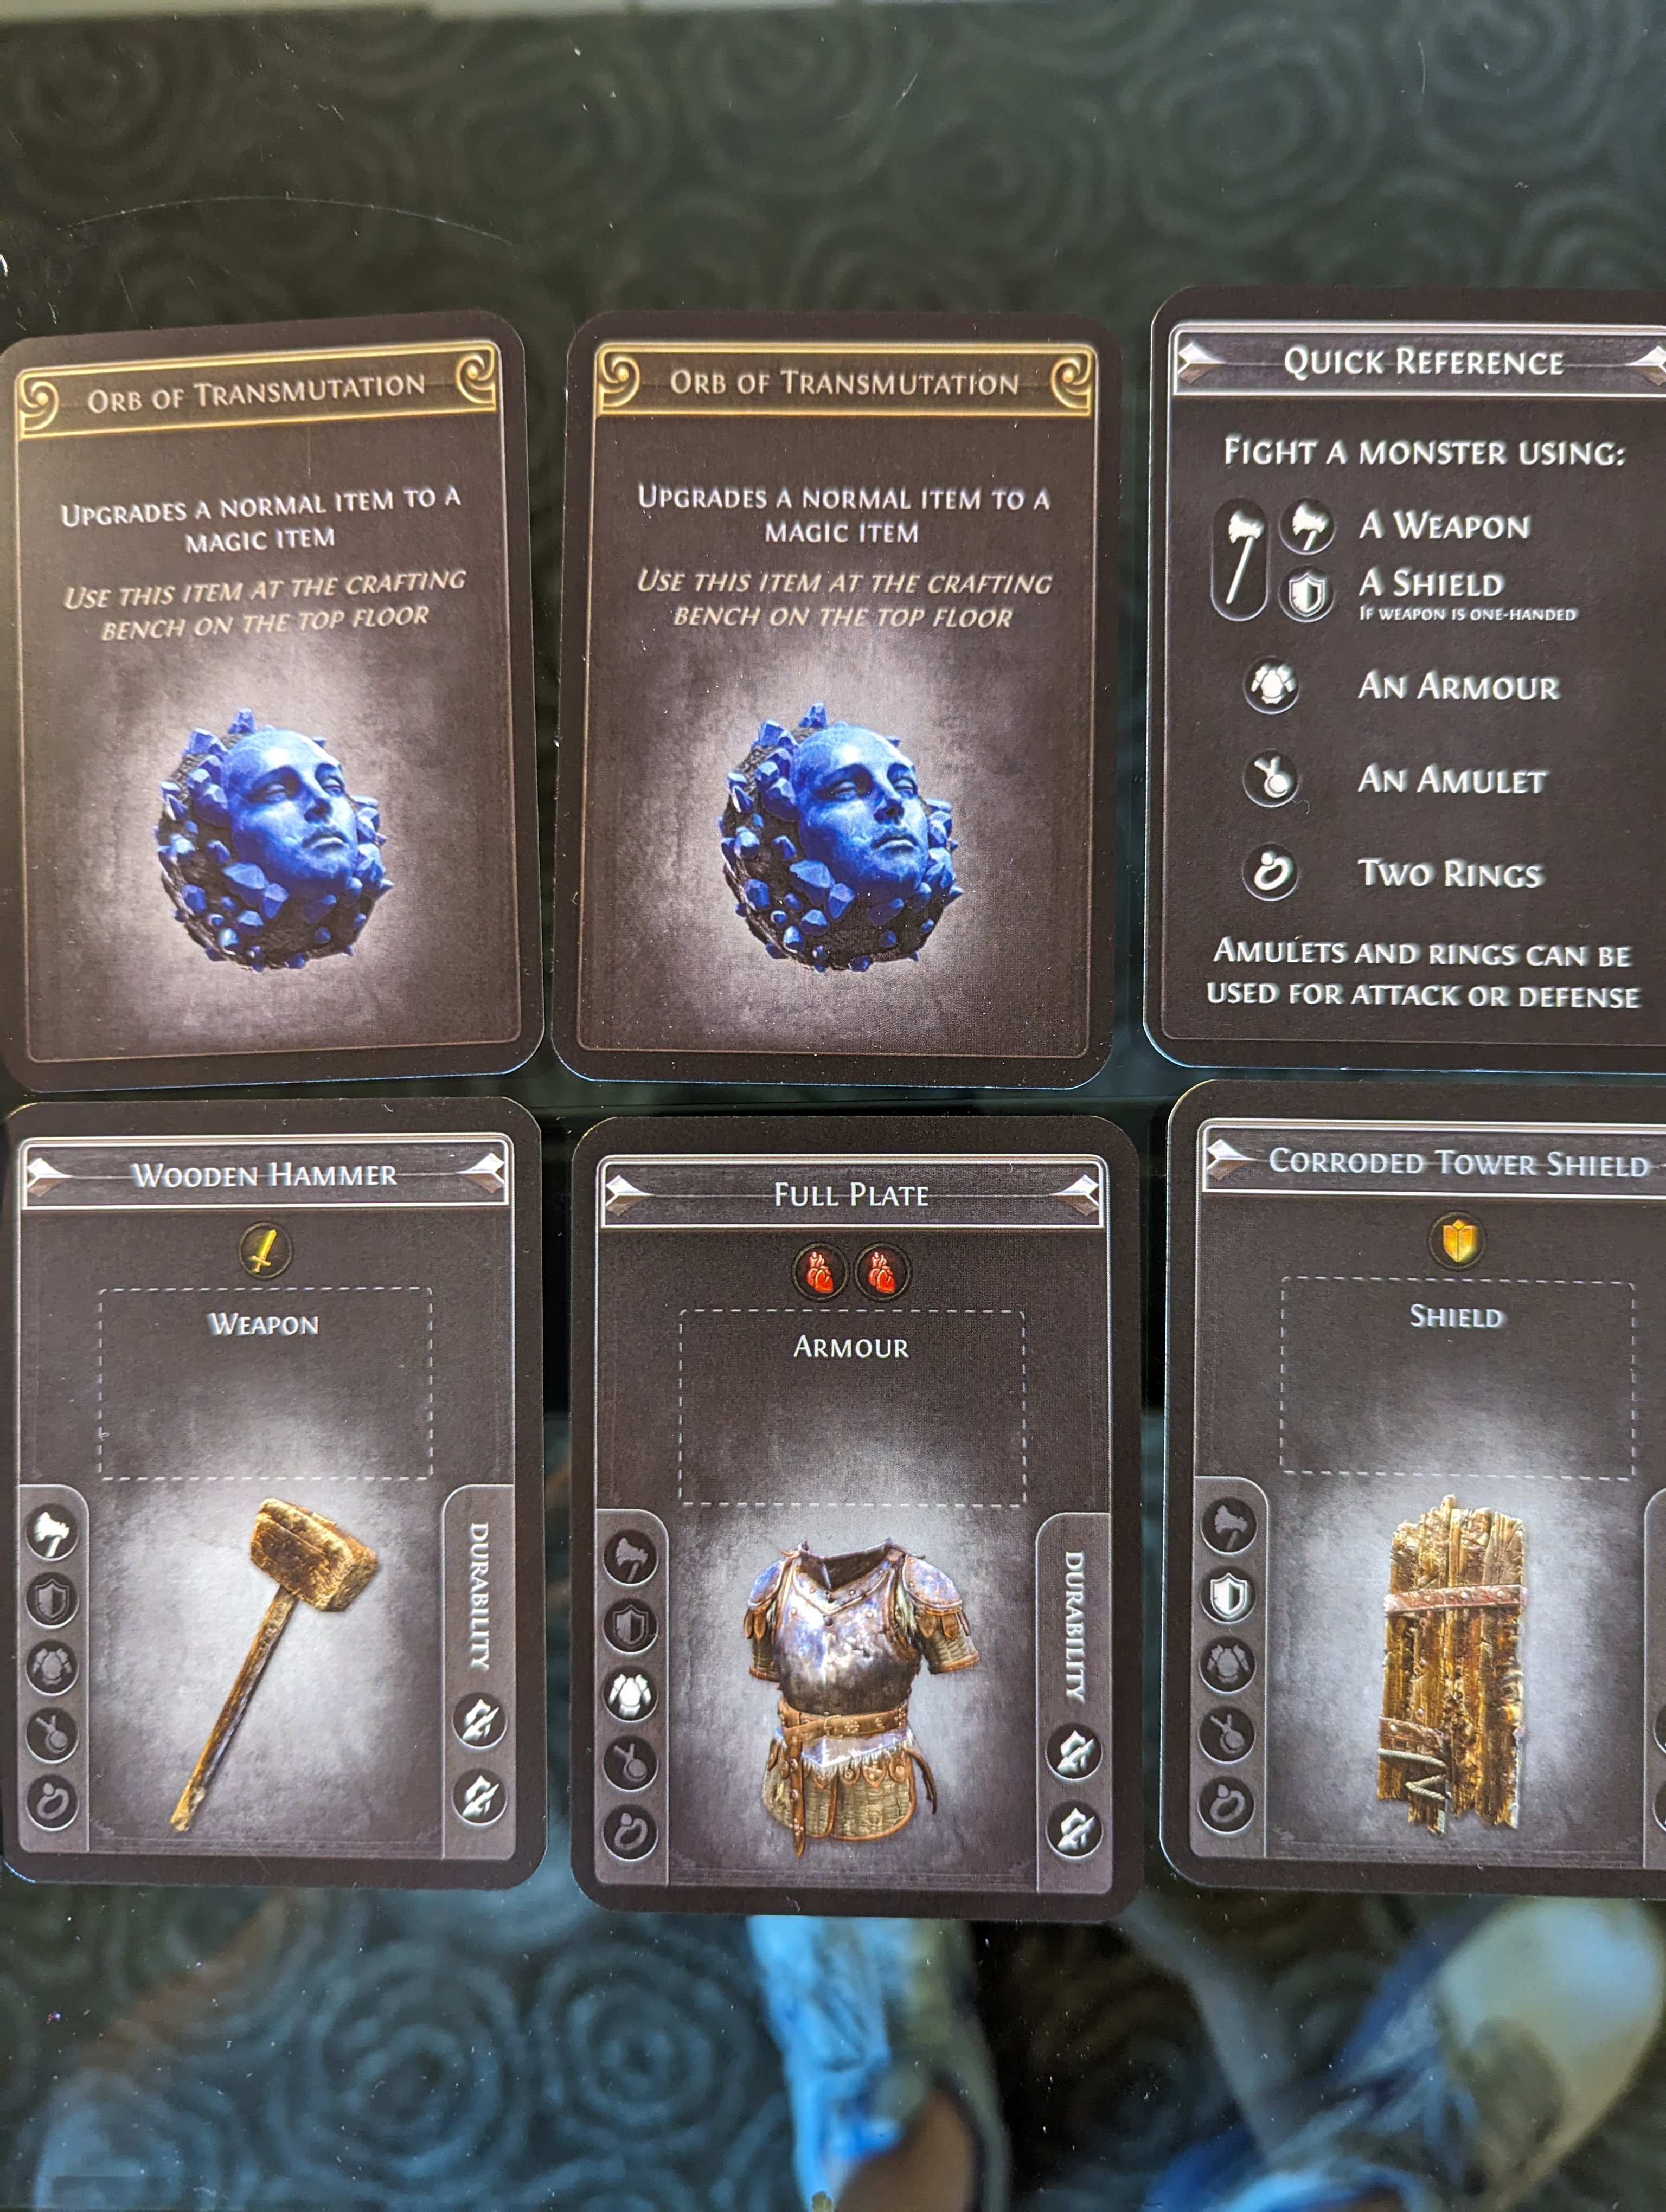 Orb of Transmutation
Upgrades a normal item to a
magic item
Use this item at the crafting
bench on the top floor
Orb of Transmutation
Upgrades a normal item to a
magic item
Use this item at the crafting
bench on the top floor
Quick Reference
Fight a monster using:
A Weapon
A Shield
If weapon is one-handed
An Armour
An Amulet
Two Rings
Amulets and rings can be
used for attack or defense
Wooden Hammer
Weapon
Durability
Full Plate
Armour
Durability
Corroded Tower Shield
Shield